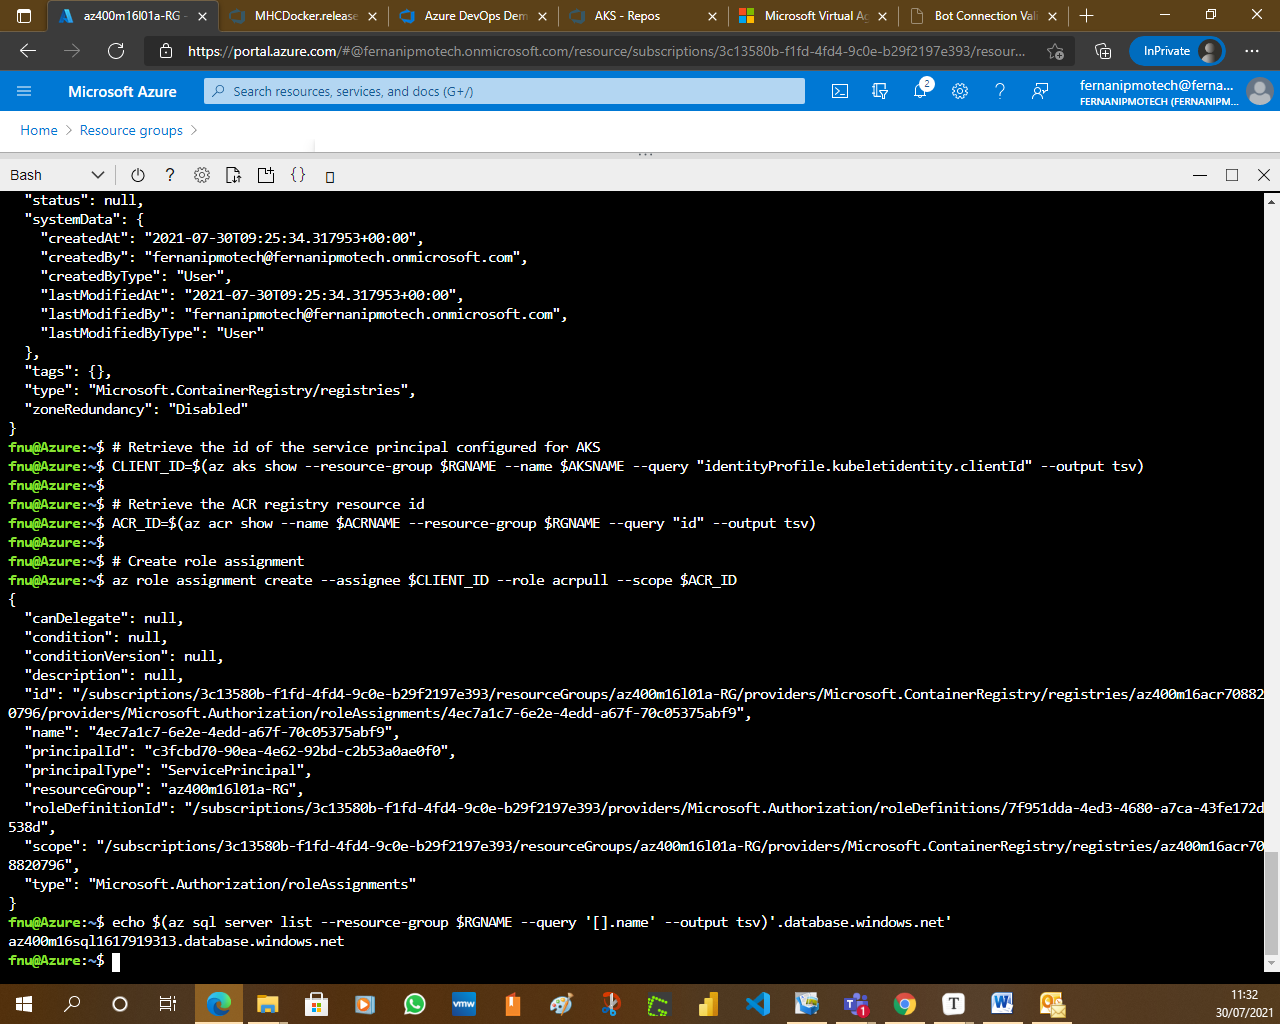 az400m16l01a-RG -
MHCDocker.release
Azure DevOps Dem
AKS - Repos
Microsoft Virtual Ag
Bot Connection Vali
https://portal.azure.com/#@fernanipmotech.onmicrosoft.com/resource/subscriptions/3c13580b-f1fd-4fd4-9c0e-b29f2197e393/resour...
InPrivate
Microsoft Azure
Search resources, services, and docs (G+/)
2
fernanipmotech@ferna...
FERNANIPMOTECH (FERNANIPM...
Home
Resource groups
Bash
"status": null,
"systemData": {
"createdAt": "2021-07-30T09:25:34.317953+00:00",
"createdBy": "fernanipmotech@fernanipmotech.onmicrosoft.com",
"createdByType": "User",
"lastModifiedAt": "2021-07-30T09:25:34.317953+00:00",
"lastModifiedBy": "fernanipmotech@fernanipmotech.onmicrosoft.com",
"lastModifiedByType": "User"
},
"tags": {},
"type": "Microsoft.ContainerRegistry/registries",
"zoneRedundancy": "Disabled"
}
fnu@Azure:~$ # Retrieve the id of the service principal configured for AKS
fnu@Azure:~$ CLIENT_ID=$(az aks show --resource-group $RGNAME --name $AKSNAME --query "identityProfile.kubeletidentity.clientId" --output tsv)
fnu@Azure:~$
fnu@Azure:~$ # Retrieve the ACR registry resource id
fnu@Azure:~$ ACR_ID=$(az acr show --name $ACRNAME --resource-group $RGNAME --query "id" --output tsv)
fnu@Azure:~$
fnu@Azure:~$ # Create role assignment
fnu@Azure:~$ az role assignment create --assignee $CLIENT_ID --role acrpull --scope $ACR_ID
{
"canDelegate": null,
"condition": null,
"conditionVersion": null,
"description": null,
"id": "/subscriptions/3c13580b-f1fd-4fd4-9c0e-b29f2197e393/resourceGroups/az400m16l01a-RG/providers/Microsoft.ContainerRegistry/registries/az400m16acr70882
0796/providers/Microsoft.Authorization/roleAssignments/4ec7a1c7-6e2e-4edd-a67f-70c05375abf9",
"name": "4ec7a1c7-6e2e-4edd-a67f-70c05375abf9",
"principalId": "c3fcbd70-90ea-4e62-92bd-c2b53a0ae0f0",
"principalType": "ServicePrincipal",
"resourceGroup": "az400m16l01a-RG",
"roleDefinitionId": "/subscriptions/3c13580b-f1fd-4fd4-9c0e-b29f2197e393/providers/Microsoft.Authorization/roleDefinitions/7f951dda-4ed3-4680-a7ca-43fe172d
538d",
"scope": "/subscriptions/3c13580b-f1fd-4fd4-9c0e-b29f2197e393/resourceGroups/az400m16l01a-RG/providers/Microsoft.ContainerRegistry/registries/az400m16acr70
8820796",
"type": "Microsoft.Authorization/roleAssignments"
}
fnu@Azure:~$ echo $(az sql server list --resource-group $RGNAME --query '[].name' --output tsv)'.database.windows.net'
az400m16sql1617919313.database.windows.net
fnu@Azure:~$
11:32
30/07/2021